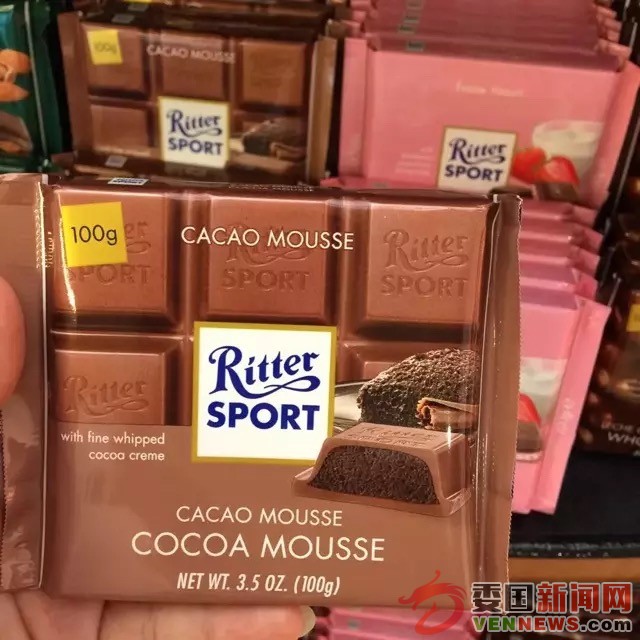 100g
CACAO MOUSSE
Ritter
SPORT
Ritter
SPORT
100g
CACAO MOUSSE
Ritter
SPORT
Ritter
SPORT
Ritter
Ritter
SPORT
with fine whipped
cocoa creme
Ritter
CACAO MOUSSE
COCOA MOUSSE
NET WT. 3.5 OZ. (100g)
委国新闻网
VENNEWS.COM